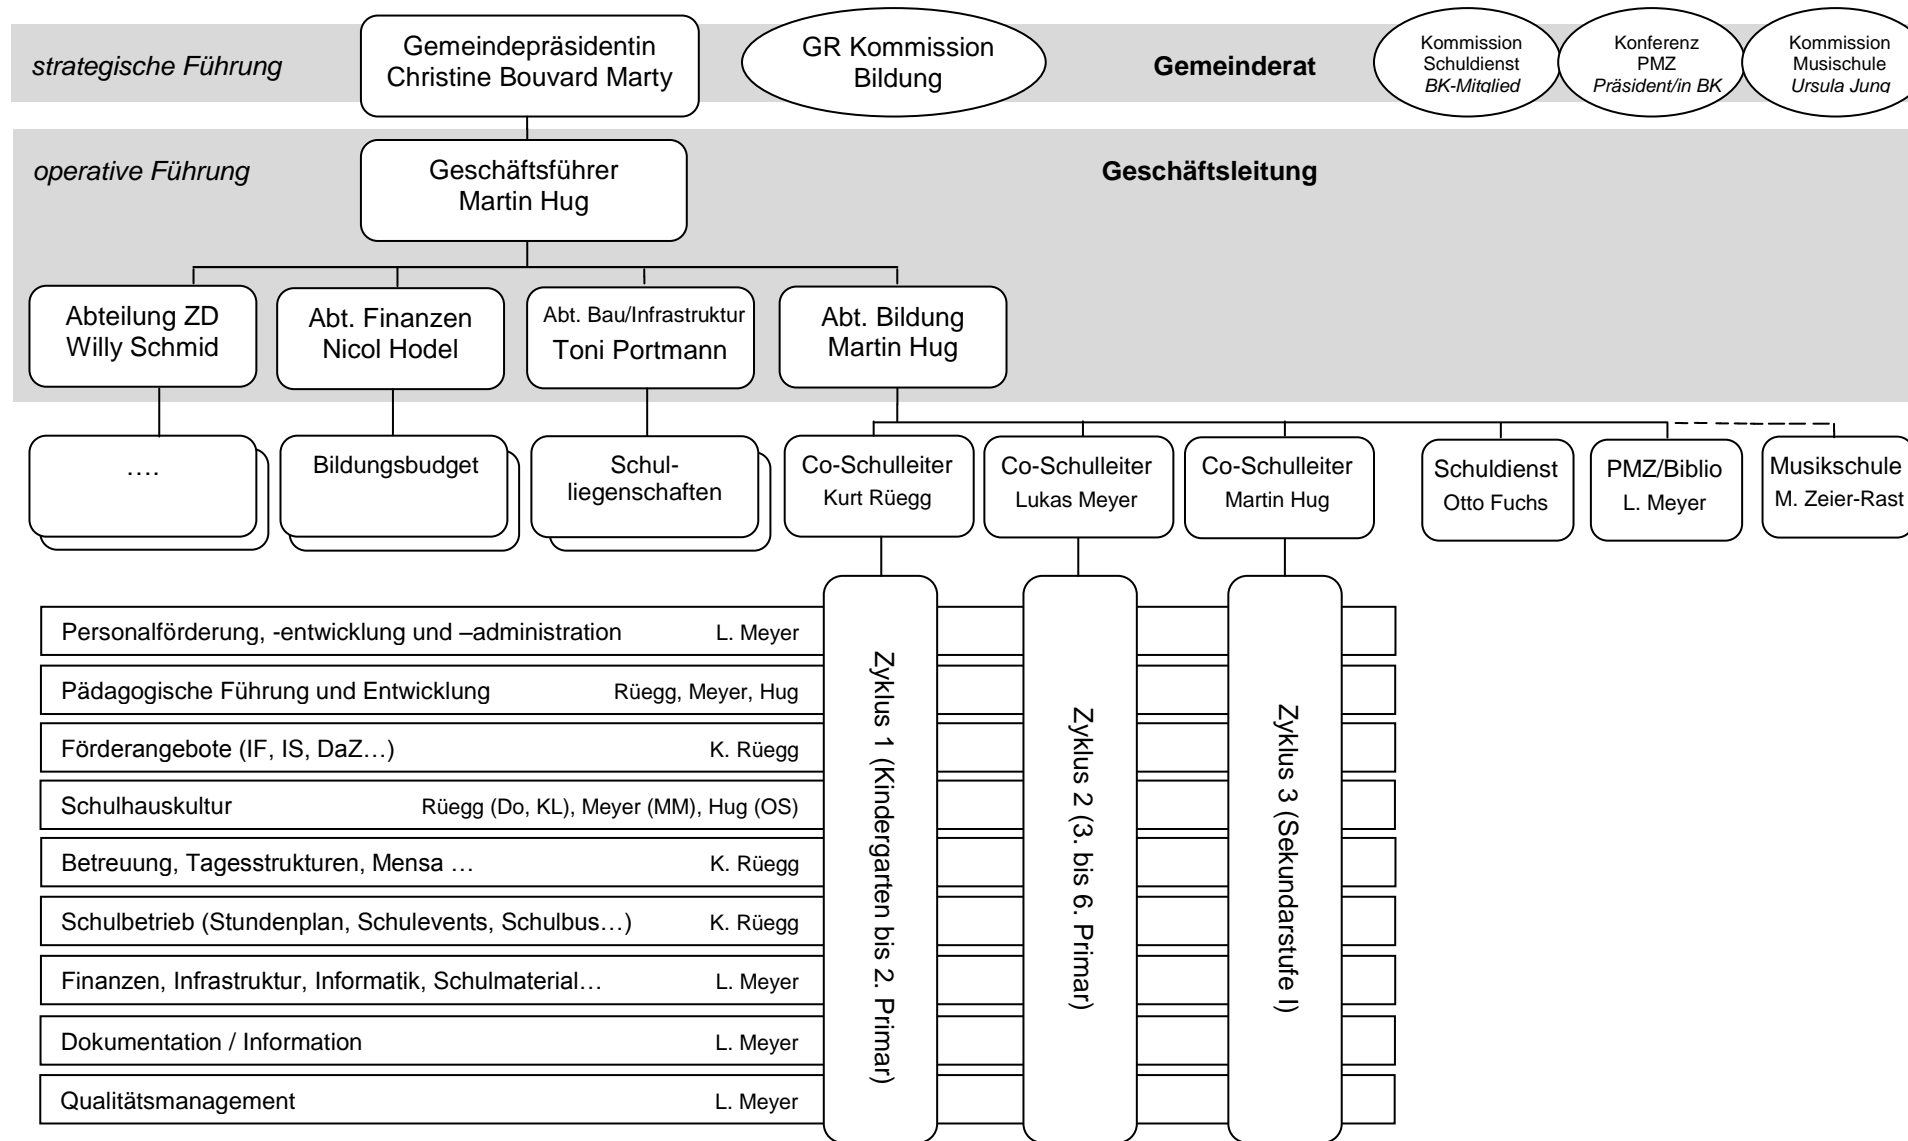 strategische Führung
Gemeindepräsidentin
Christine Bouvard Marty
GR Kommission
Bildung
Gemeinderat
Kommission
Schuldienst
BK-Mitglied
Konferenz
PMZ
Präsident/in BK
Kommission
Musischule
Ursula Jung
operative Führung
Geschäftsführer
Martin Hug
Geschäftsleitung
Abteilung ZD
Willy Schmid
Abt. Finanzen
Nicol Hodel
Abt. Bau/Infrastruktur
Toni Portmann
Abt. Bildung
Martin Hug
….
Bildungsbudget
Schul-
liegenschaften
Co-Schulleiter
Kurt Rüegg
Co-Schulleiter
Lukas Meyer
Co-Schulleiter
Martin Hug
Schuldienst
Otto Fuchs
PMZ/Biblio
L. Meyer
Musikschule
M. Zeier-Rast
Personalförderung, -entwicklung und –administration L. Meyer
Pädagogische Führung und Entwicklung Rüegg, Meyer, Hug
Förderangebote (IF, IS, DaZ…) K. Rüegg
Schulhauskultur Rüegg (Do, KL), Meyer (MM), Hug (OS)
Betreuung, Tagesstrukturen, Mensa … K. Rüegg
Schulbetrieb (Stundenplan, Schulevents, Schulbus…) K. Rüegg
Finanzen, Infrastruktur, Informatik, Schulmaterial… L. Meyer
Dokumentation / Information L. Meyer
Qualitätsmanagement L. Meyer
Zyklus 1 (Kindergarten bis 2. Primar)
Zyklus 2 (3. bis 6. Primar)
Zyklus 3 (Sekundarstufe I)